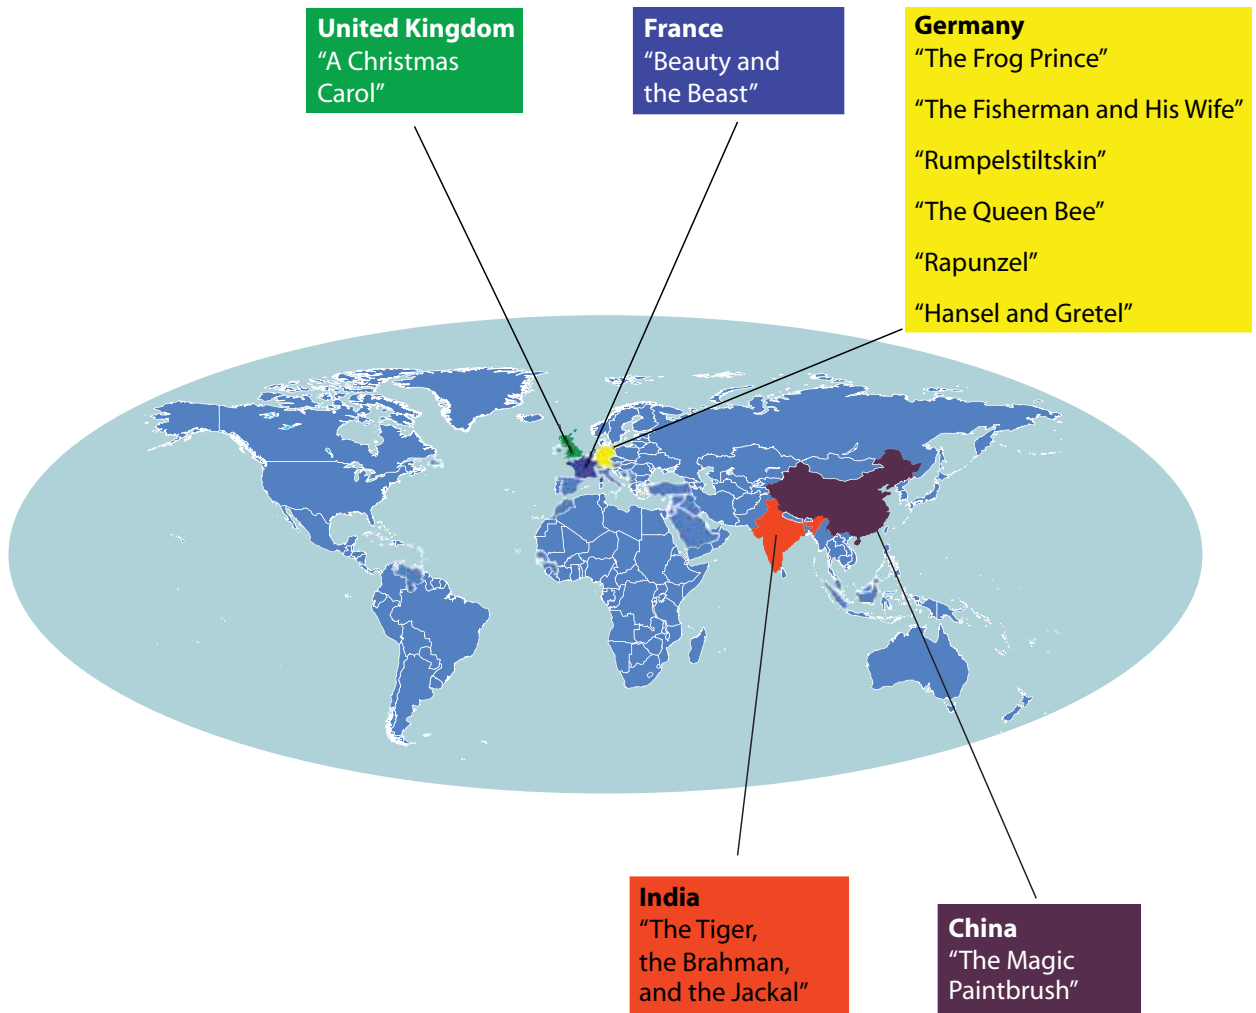 United Kingdom
“A Christmas
Carol”
France
“Beauty and
the Beast”
Germany
“The Frog Prince”
“The Fisherman and His Wife”
“Rumpelstiltskin”
“The Queen Bee”
“Rapunzel”
“Hansel and Gretel”
India
“The Tiger,
the Brahman,
and the Jackal”
China
“The Magic
Paintbrush”